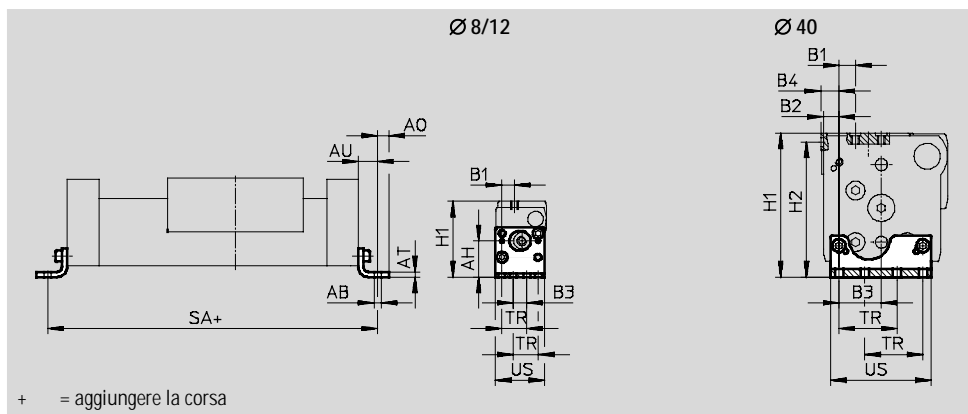 Ø 8/12
Ø 40
B1
B4
B2
AO
AU
B1
H1
AH
H1
H2
AT
AB
B3
TR
TR
US
SA+
B3
TR
TR
US
+ = aggiungere la corsa